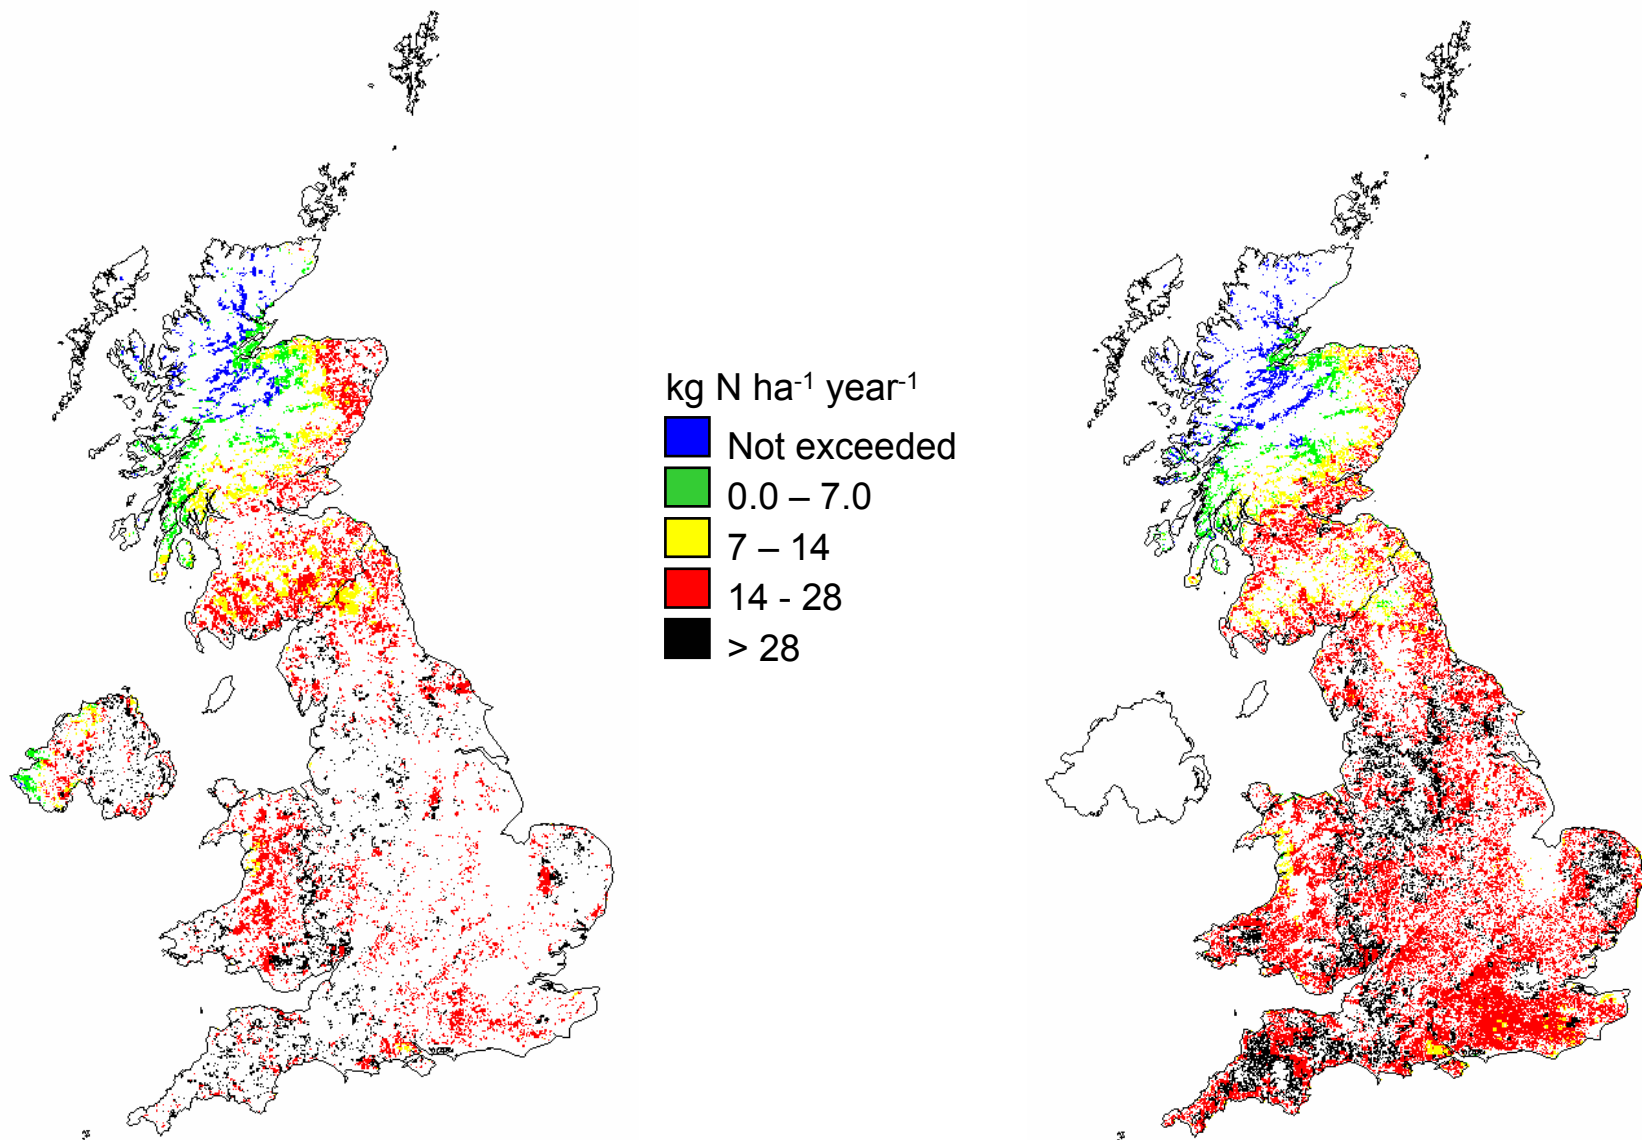 kg N ha⁻¹ year⁻¹
Not exceeded
0.0 – 7.0
7 – 14
14 - 28
> 28